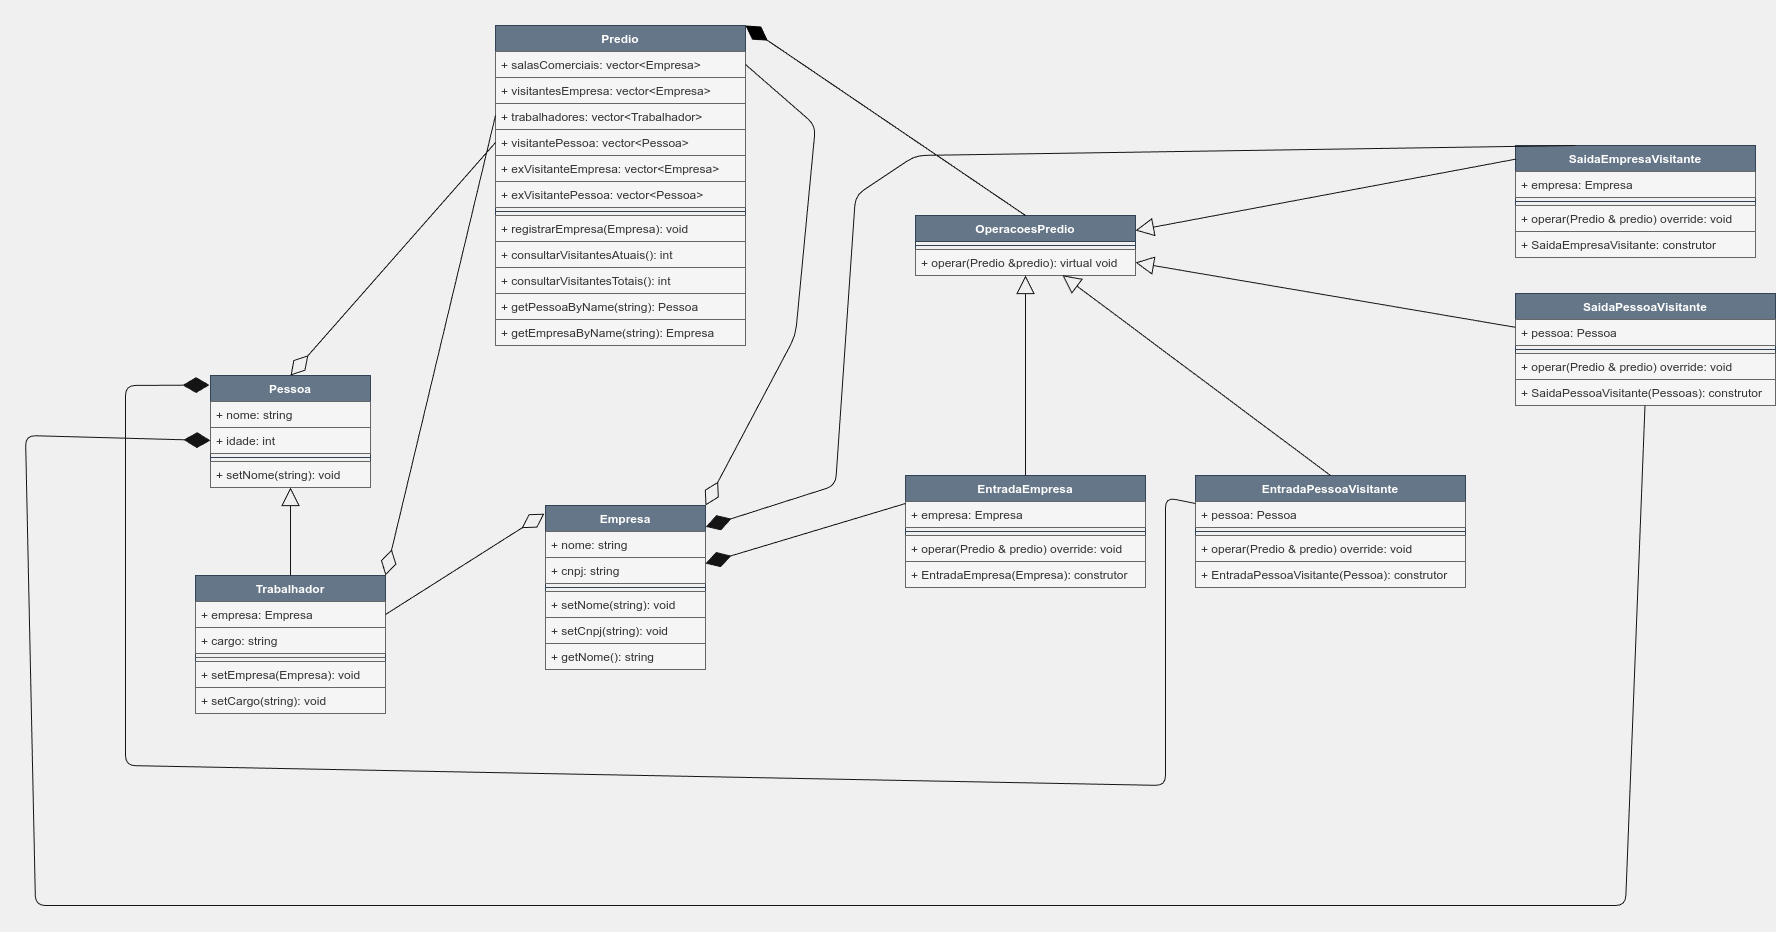 Predio
+ salasComerciais: vector<Empresa>
+ visitantesEmpresa: vector<Empresa>
+ trabalhadores: vector<Trabalhador>
+ visitantePessoa: vector<Pessoa>
+ exVisitanteEmpresa: vector<Empresa>
+ exVisitantePessoa: vector<Pessoa>
+ registrarEmpresa(Empresa): void
+ consultarVisitantesAtuais(): int
+ consultarVisitantesTotais(): int
+ getPessoaByName(string): Pessoa
+ getEmpresaByName(string): Empresa
SaidaEmpresaVisitante
+ empresa: Empresa
+ operar(Predio & predio) override: void
+ SaidaEmpresaVisitante: construtor
OperacoesPredio
+ operar(Predio &predio): virtual void
SaidaPessoaVisitante
+ pessoa: Pessoa
+ operar(Predio & predio) override: void
+ SaidaPessoaVisitante(Pessoas): construtor
Pessoa
+ nome: string
+ idade: int
+ setNome(string): void
Empresa
+ nome: string
+ cnpj: string
+ setNome(string): void
+ setCnpj(string): void
+ getNome(): string
EntradaEmpresa
+ empresa: Empresa
+ operar(Predio & predio) override: void
+ EntradaEmpresa(Empresa): construtor
EntradaPessoaVisitante
+ pessoa: Pessoa
+ operar(Predio & predio) override: void
+ EntradaPessoaVisitante(Pessoa): construtor
Trabalhador
+ empresa: Empresa
+ cargo: string
+ setEmpresa(Empresa): void
+ setCargo(string): void